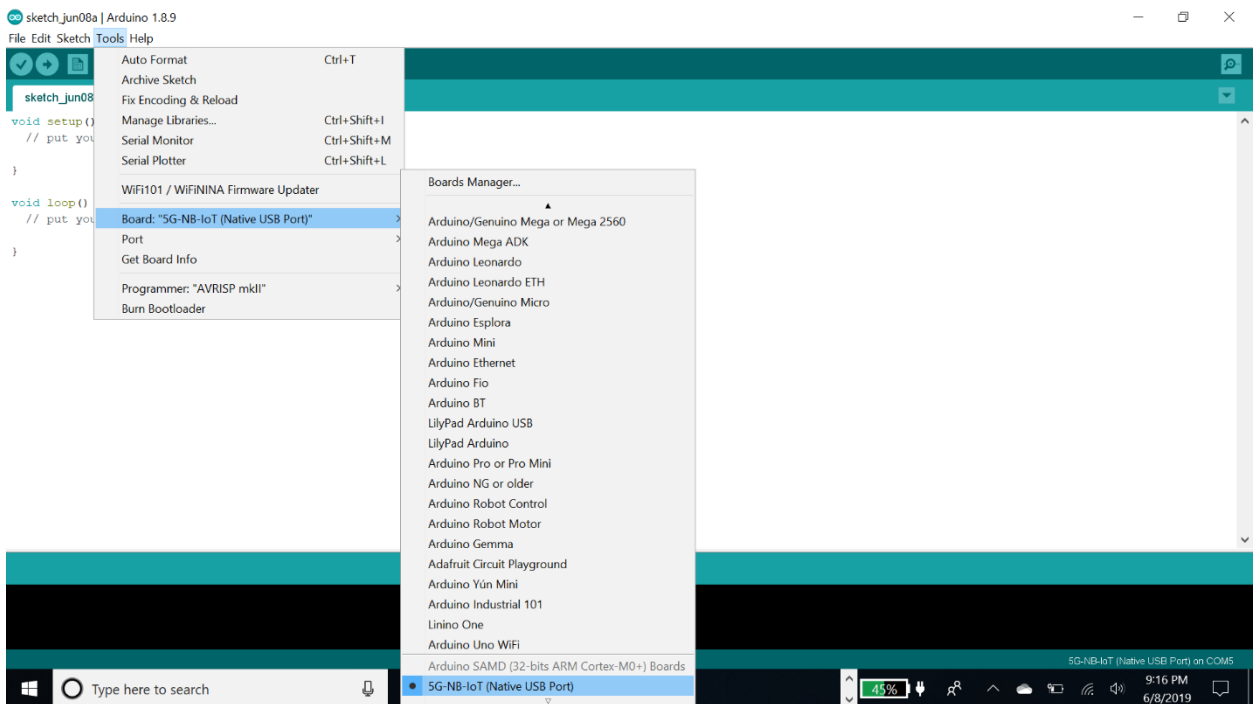 sketch_jun08a | Arduino 1.8.9
File Edit Sketch Tools Help
Auto Format Ctrl+T
Archive Sketch
Fix Encoding & Reload
Manage Libraries... Ctrl+Shift+I
Serial Monitor Ctrl+Shift+M
Serial Plotter Ctrl+Shift+L
WiFi101 / WiFiNINA Firmware Updater
Board: "5G-NB-IoT (Native USB Port)"
Port
Get Board Info
Programmer: "AVRISP mkII"
Burn Bootloader
sketch_jun08
void setup()
// put you
}
void loop()
// put you
}
Boards Manager...
Arduino/Genuino Mega or Mega 2560
Arduino Mega ADK
Arduino Leonardo
Arduino Leonardo ETH
Arduino/Genuino Micro
Arduino Esplora
Arduino Mini
Arduino Ethernet
Arduino Fio
Arduino BT
LilyPad Arduino USB
LilyPad Arduino
Arduino Pro or Pro Mini
Arduino NG or older
Arduino Robot Control
Arduino Robot Motor
Arduino Gemma
Adafruit Circuit Playground
Arduino Yún Mini
Arduino Industrial 101
Linino One
Arduino Uno WiFi
Arduino SAMD (32-bits ARM Cortex-M0+) Boards
5G-NB-IoT (Native USB Port)
5G-NB-IoT (Native USB Port) on COM5
Type here to search
45%
9:16 PM
6/8/2019